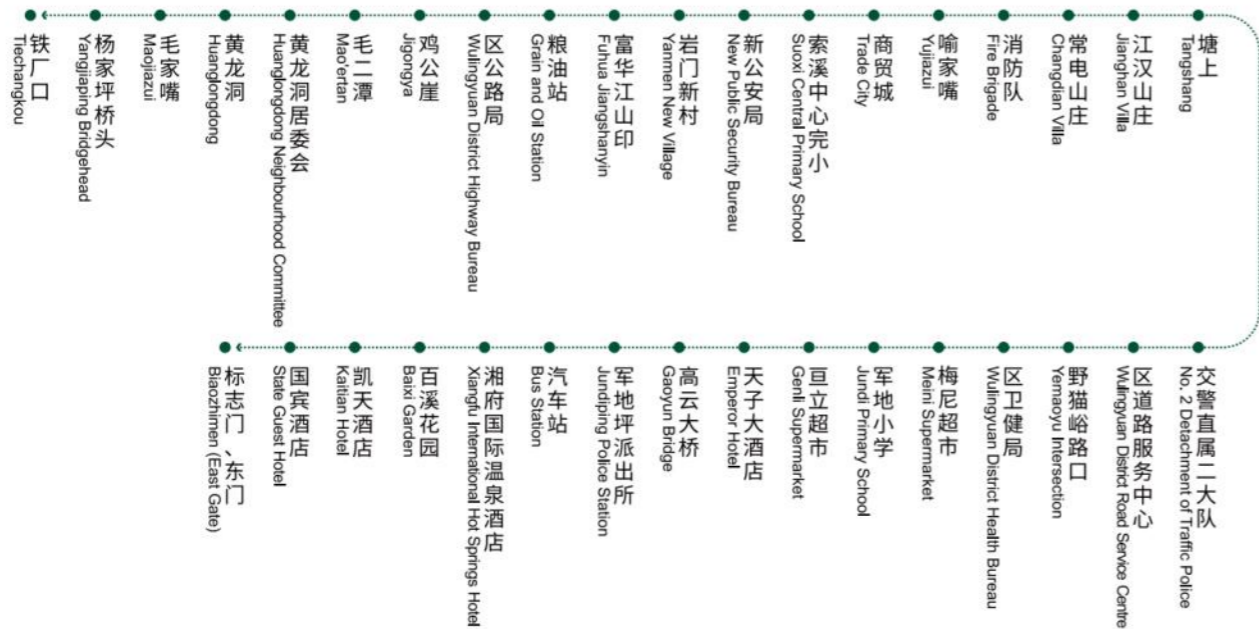 铁厂口
Tiechangkou
杨家坪桥头
Yangjiaping Bridgehead
毛家嘴
Maojiazui
黄龙洞
Huanglongdong
黄龙洞居委会
Huanglongdong Neighbourhood Committee
毛二潭
Mao'ertan
鸡公崖
Jigongya
区公路局
Wulingyuan District Highway Bureau
粮油站
Grain and Oil Station
富华江山印
Fuhua Jiangshanyin
岩门新村
Yanmen New Village
新公安局
New Public Security Bureau
索溪中心完小
Suoxi Central Primary School
商贸城
Trade City
喻家嘴
Yujiazui
消防队
Fire Brigade
常电山庄
Changdian Villa
江汉山庄
Jianghan Villa
塘上
Tangshang
标志门、东门
Biaozhimen (East Gate)
国宾酒店
State Guest Hotel
凯天酒店
Kaitian Hotel
百溪花园
Baixi Garden
湘府国际温泉酒店
Xiangfu International Hot Springs Hotel
汽车站
Bus Station
军地坪派出所
Jundiping Police Station
高云大桥
Gaoyun Bridge
天子大酒店
Emperor Hotel
亘立超市
Genli Supermarket
军地小学
Jundi Primary School
梅尼超市
Meini Supermarket
区卫健局
Wulingyuan District Health Bureau
野猫峪路口
Yemaoyu Intersection
区道路服务中心
Wulingyuan District Road Service Centre
交警直属二大队
No. 2 Detachment of Traffic Police